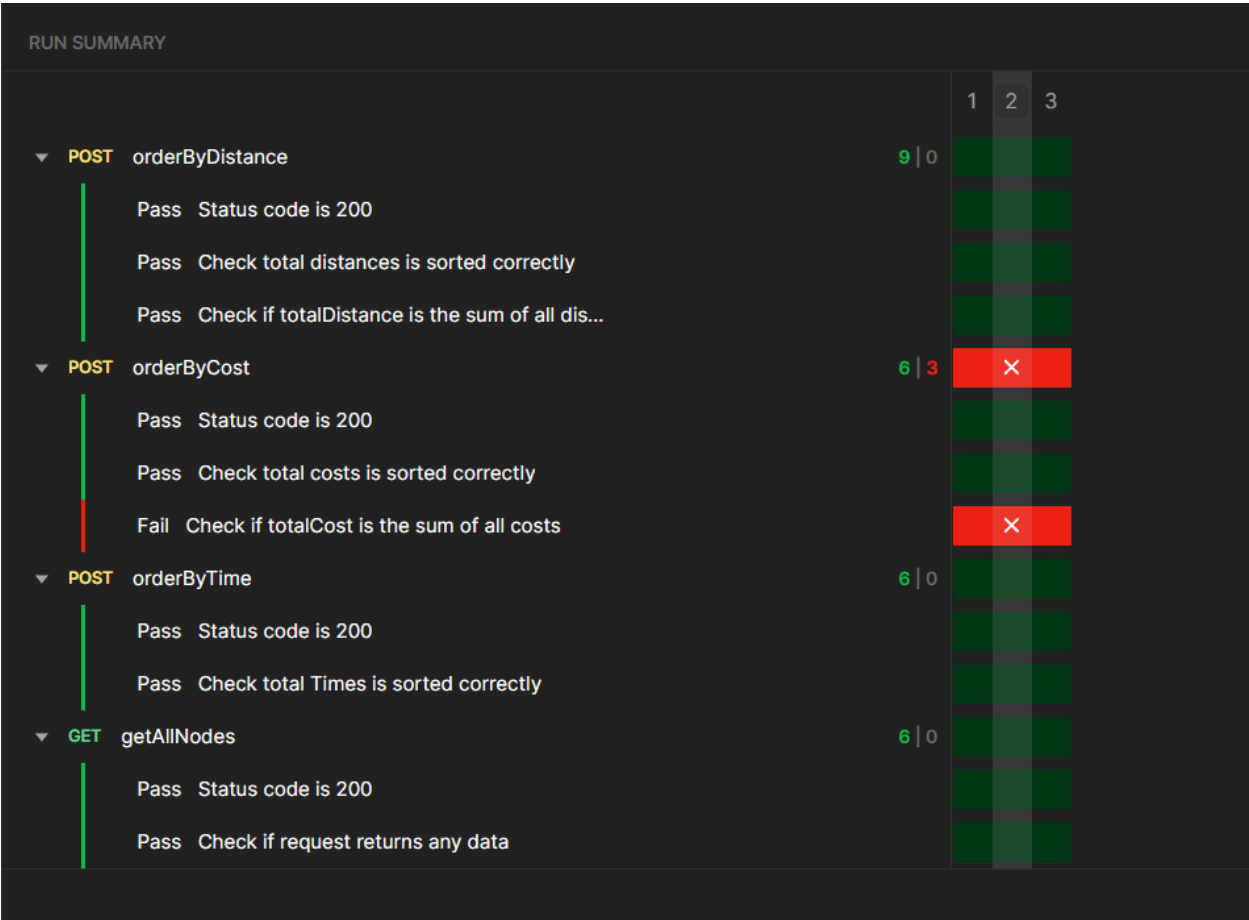 RUN SUMMARY
1 2 3
POST orderByDistance 9 | 0
Pass Status code is 200
Pass Check total distances is sorted correctly
Pass Check if totalDistance is the sum of all dis...
POST orderByCost 6 | 3
Pass Status code is 200
Pass Check total costs is sorted correctly
Fail Check if totalCost is the sum of all costs
POST orderByTime 6 | 0
Pass Status code is 200
Pass Check total Times is sorted correctly
GET getAllNodes 6 | 0
Pass Status code is 200
Pass Check if request returns any data